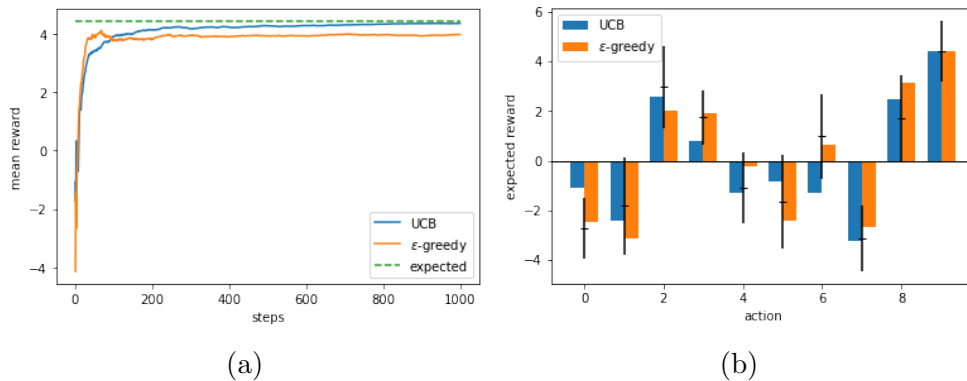 4
2
0
−2
−4
mean reward
UCB
ε-greedy
expected
0 200 400 600 800 1000
steps
(a)
6
4
2
0
−2
−4
expected reward
UCB
ε-greedy
0 2 4 6 8
action
(b)